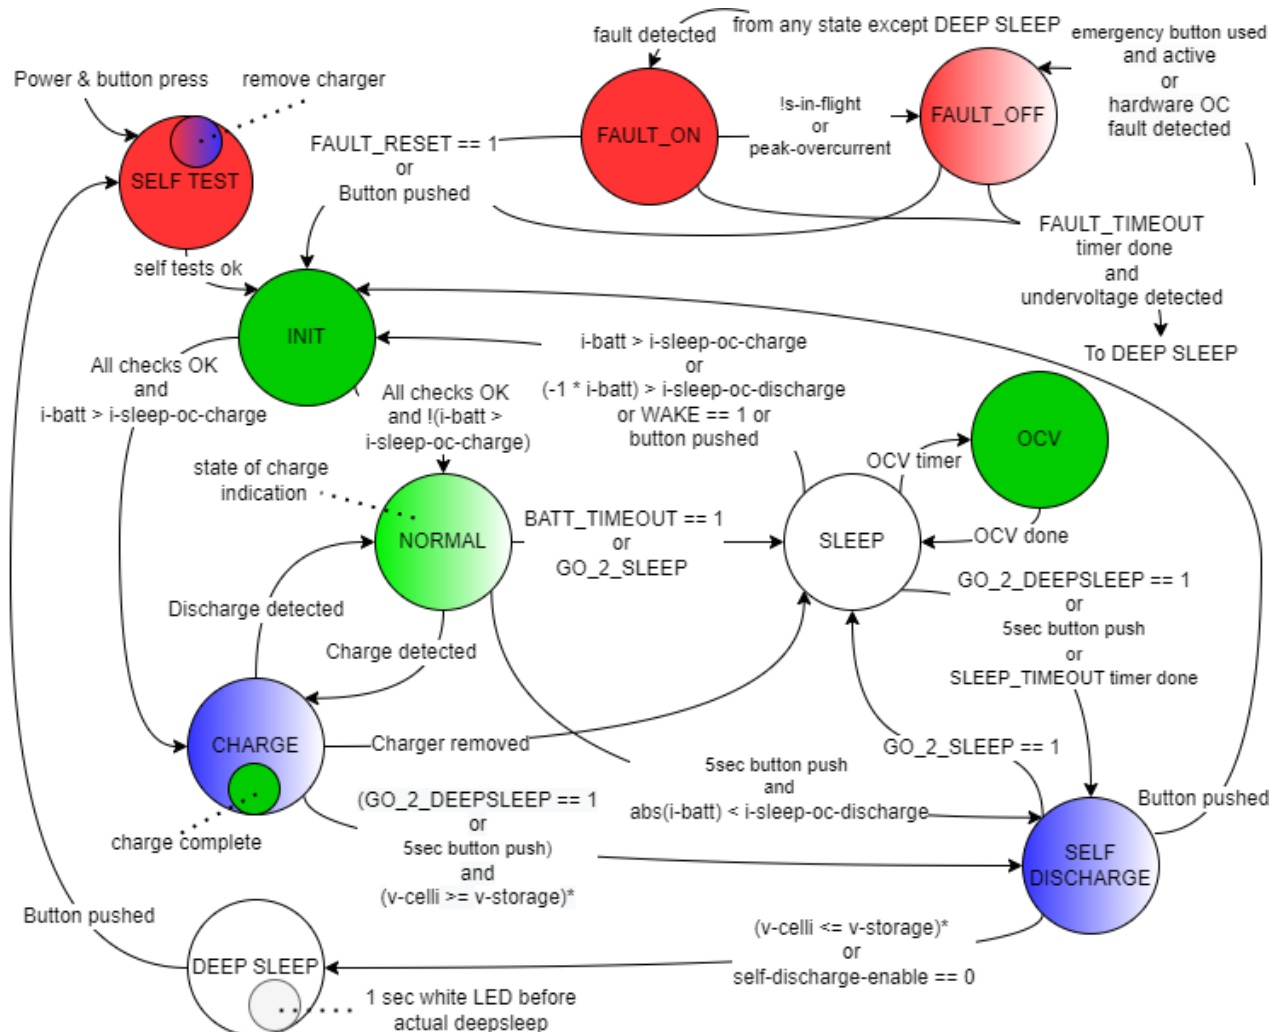 from any state except DEEP SLEEP
fault detected
emergency button used
and active
or
hardware OC
fault detected
Power & button press
remove charger
!s-in-flight
or
peak-overcurrent
FAULT_ON
FAULT_OFF
FAULT_RESET == 1
or
Button pushed
SELF TEST
FAULT_TIMEOUT
timer done
and
undervoltage detected
self tests ok
To DEEP SLEEP
INIT
i-batt > i-sleep-oc-charge
or
(-1 * i-batt) > i-sleep-oc-discharge
or WAKE == 1 or
button pushed
All checks OK
and
i-batt > i-sleep-oc-charge
All checks OK
and !(i-batt >
i-sleep-oc-charge)
OCV
OCV timer
state of charge
indication
NORMAL
BATT_TIMEOUT == 1
or
GO_2_SLEEP
SLEEP
OCV done
GO_2_DEEPSLEEP == 1
or
5sec button push
or
SLEEP_TIMEOUT timer done
Discharge detected
Charge detected
CHARGE
Charger removed
GO_2_SLEEP == 1
5sec button push
and
abs(i-batt) < i-sleep-oc-discharge
Button pushed
(GO_2_DEEPSLEEP == 1
or
5sec button push)
and
(v-celli >= v-storage)*
charge complete
SELF
DISCHARGE
Button pushed
(v-celli <= v-storage)*
or
self-discharge-enable == 0
DEEP SLEEP
1 sec white LED before
actual deepsleep